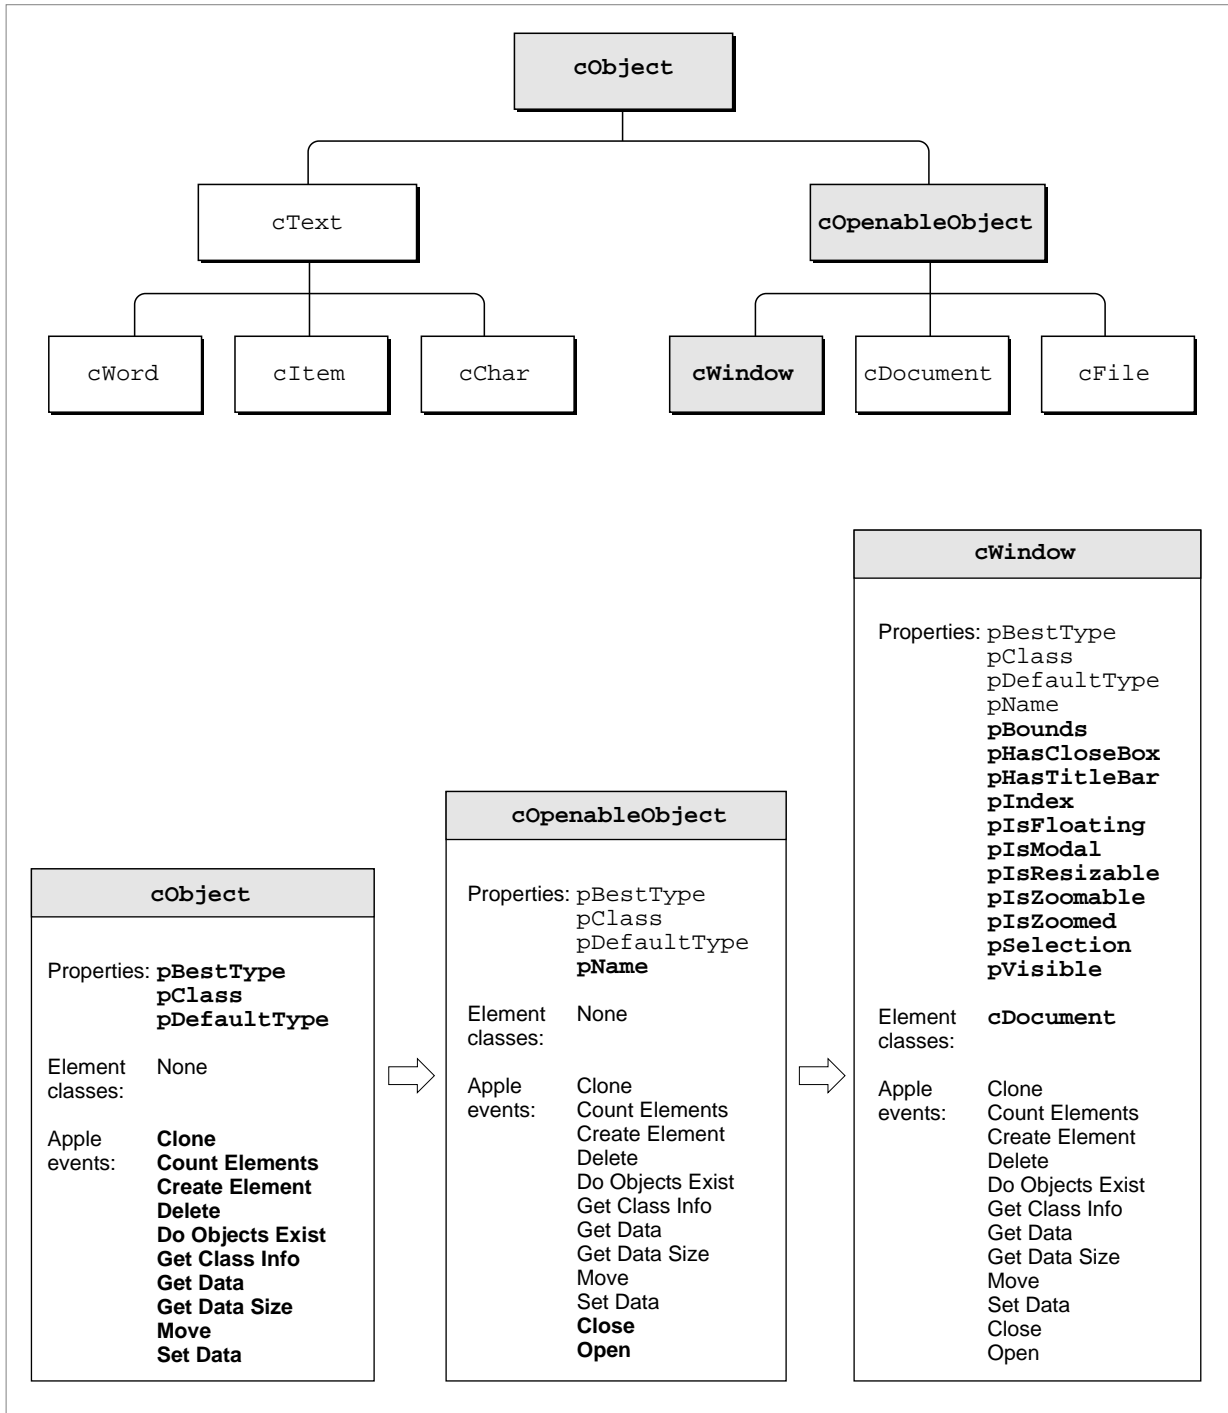 cObject
cText
cOpenableObject
cWord
cItem
cChar
cWindow
cDocument
cFile
cObject
Properties: pBestType
pClass
pDefaultType
Element None
classes:
Apple Clone
events: Count Elements
Create Element
Delete
Do Objects Exist
Get Class Info
Get Data
Get Data Size
Move
Set Data
cOpenableObject
Properties: pBestType
pClass
pDefaultType
pName
Element None
classes:
Apple Clone
events: Count Elements
Create Element
Delete
Do Objects Exist
Get Class Info
Get Data
Get Data Size
Move
Set Data
Close
Open
cWindow
Properties: pBestType
pClass
pDefaultType
pName
pBounds
pHasCloseBox
pHasTitleBar
pIndex
pIsFloating
pIsModal
pIsResizable
pIsZoomable
pIsZoomed
pSelection
pVisible
Element cDocument
classes:
Apple Clone
events: Count Elements
Create Element
Delete
Do Objects Exist
Get Class Info
Get Data
Get Data Size
Move
Set Data
Close
Open